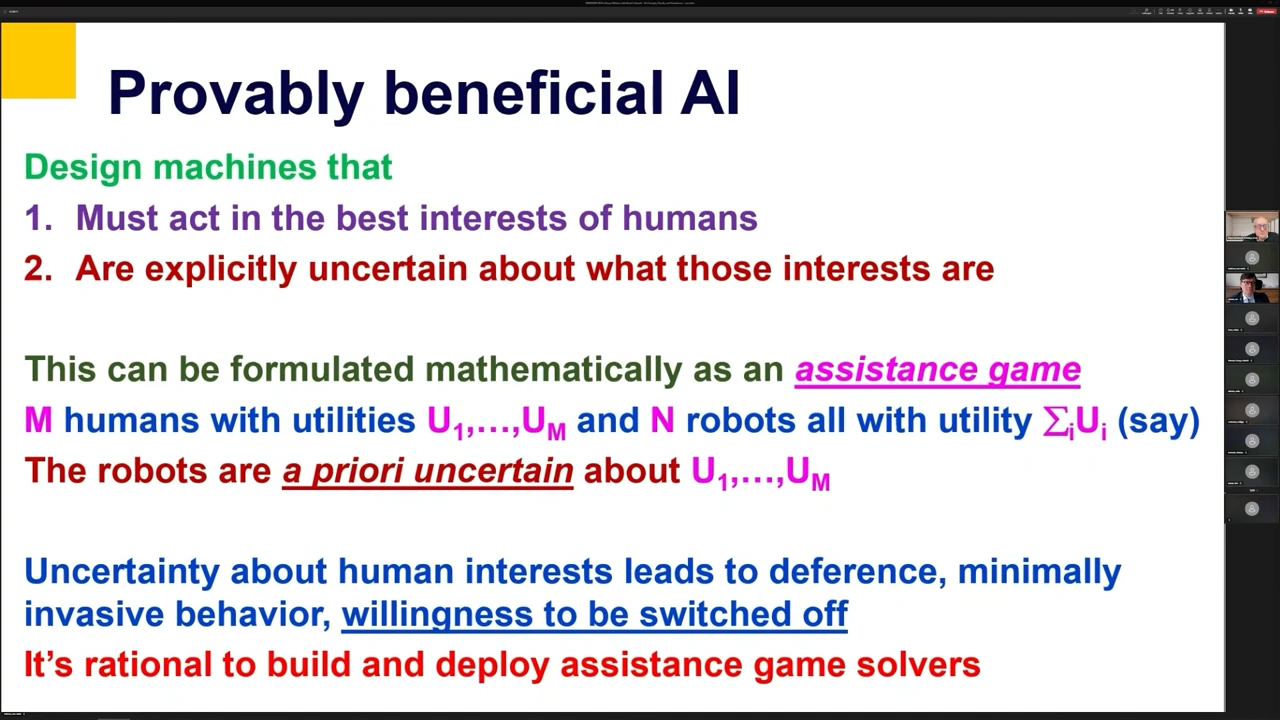 Provably beneficial AI
Design machines that
1. Must act in the best interests of humans
2. Are explicitly uncertain about what those interests are
This can be formulated mathematically as an assistance game
M humans with utilities U₁,…,U_M and N robots all with utility ∑ᵢUᵢ (say)
The robots are a priori uncertain about U₁,…,U_M
Uncertainty about human interests leads to deference, minimally
invasive behavior, willingness to be switched off
It’s rational to build and deploy assistance game solvers